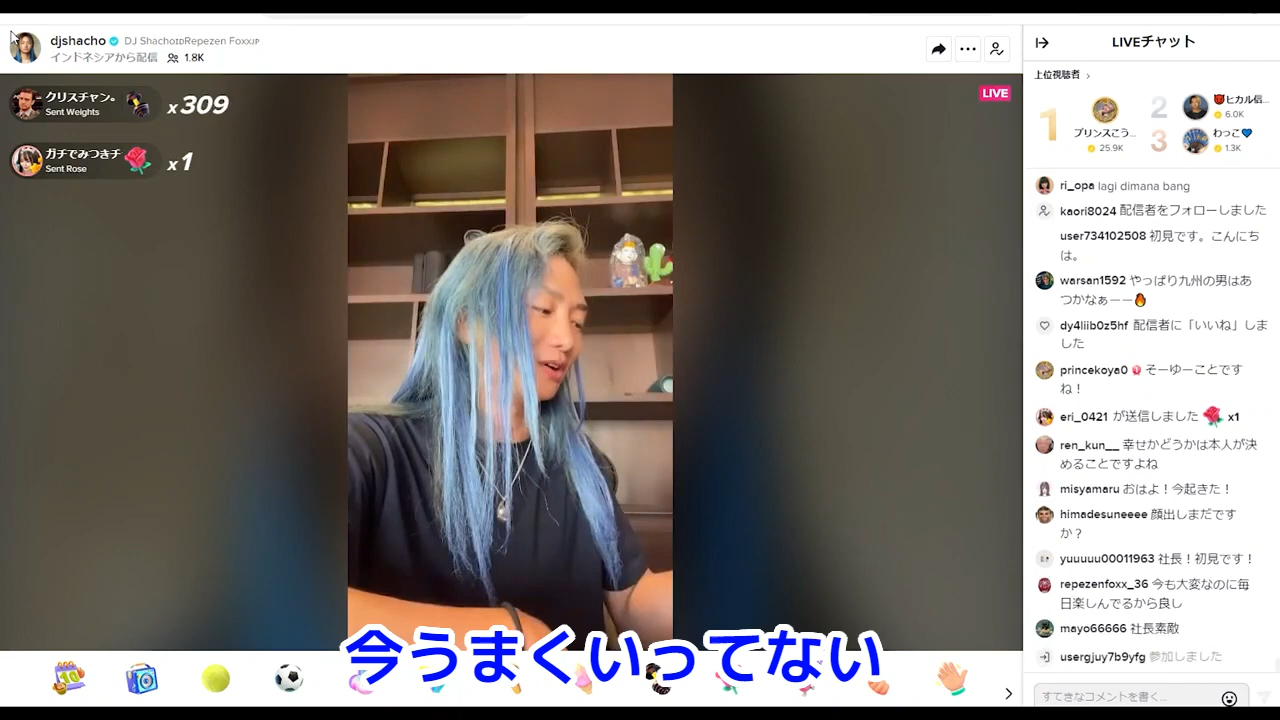 djshacho DJ ShachoɪᴅRepezen Foxxᴊᴘ
インドネシアから配信 1.8K
LIVE
クリスチャン。
Sent Weights
x309
ガチでみつきチ
Sent Rose
x1
今うまくいってない
LIVEチャット
上位視聴者
1
プリンスこう...
25.9K
2
ヒカル信...
6.0K
3
わっこ
1.3K
ri_opa lagi dimana bang
kaori8024 配信者をフォローしました
user734102508 初見です。こんにち
は。
warsan1592 やっぱり九州の男はあ
つかなぁーー
dy4liib0z5hf 配信者に「いいね」しま
した
princekoya0 そーゆーことです
ね！
eri_0421 が送信しました x1
ren_kun__ 幸せかどうかは本人が決
めることですよね
misyamaru おはよ！今起きた！
himadesuneeee 顔出しまだです
か？
yuuuuu00011963 社長！初見です！
repezenfoxx_36 今も大変なのに毎
日楽しんでるから良し
mayo66666 社長素敵
usergjuy7b9yfg 参加しました
すてきなコメントを書く...